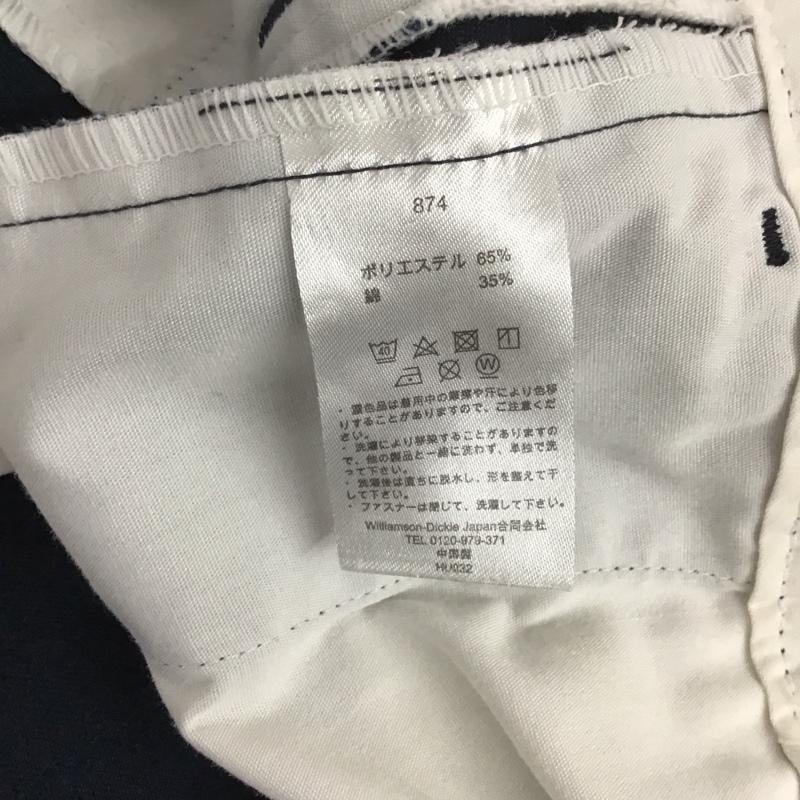 874
ポリエステル 65%
綿 35%
40
W
・濃色品は着用中の摩擦や汗により色移
りすることがありますので、ご注意くだ
さい。
・洗濯により移染することがありますの
で、他の製品と一緒に洗わず、単独で洗
って下さい。
・洗濯後は直ちに脱水し、形を整えて干
して下さい。
・ファスナーは閉じて、洗濯して下さい。
Williamson-Dickie Japan合同会社
TEL 0120-979-371
中国製
HU932